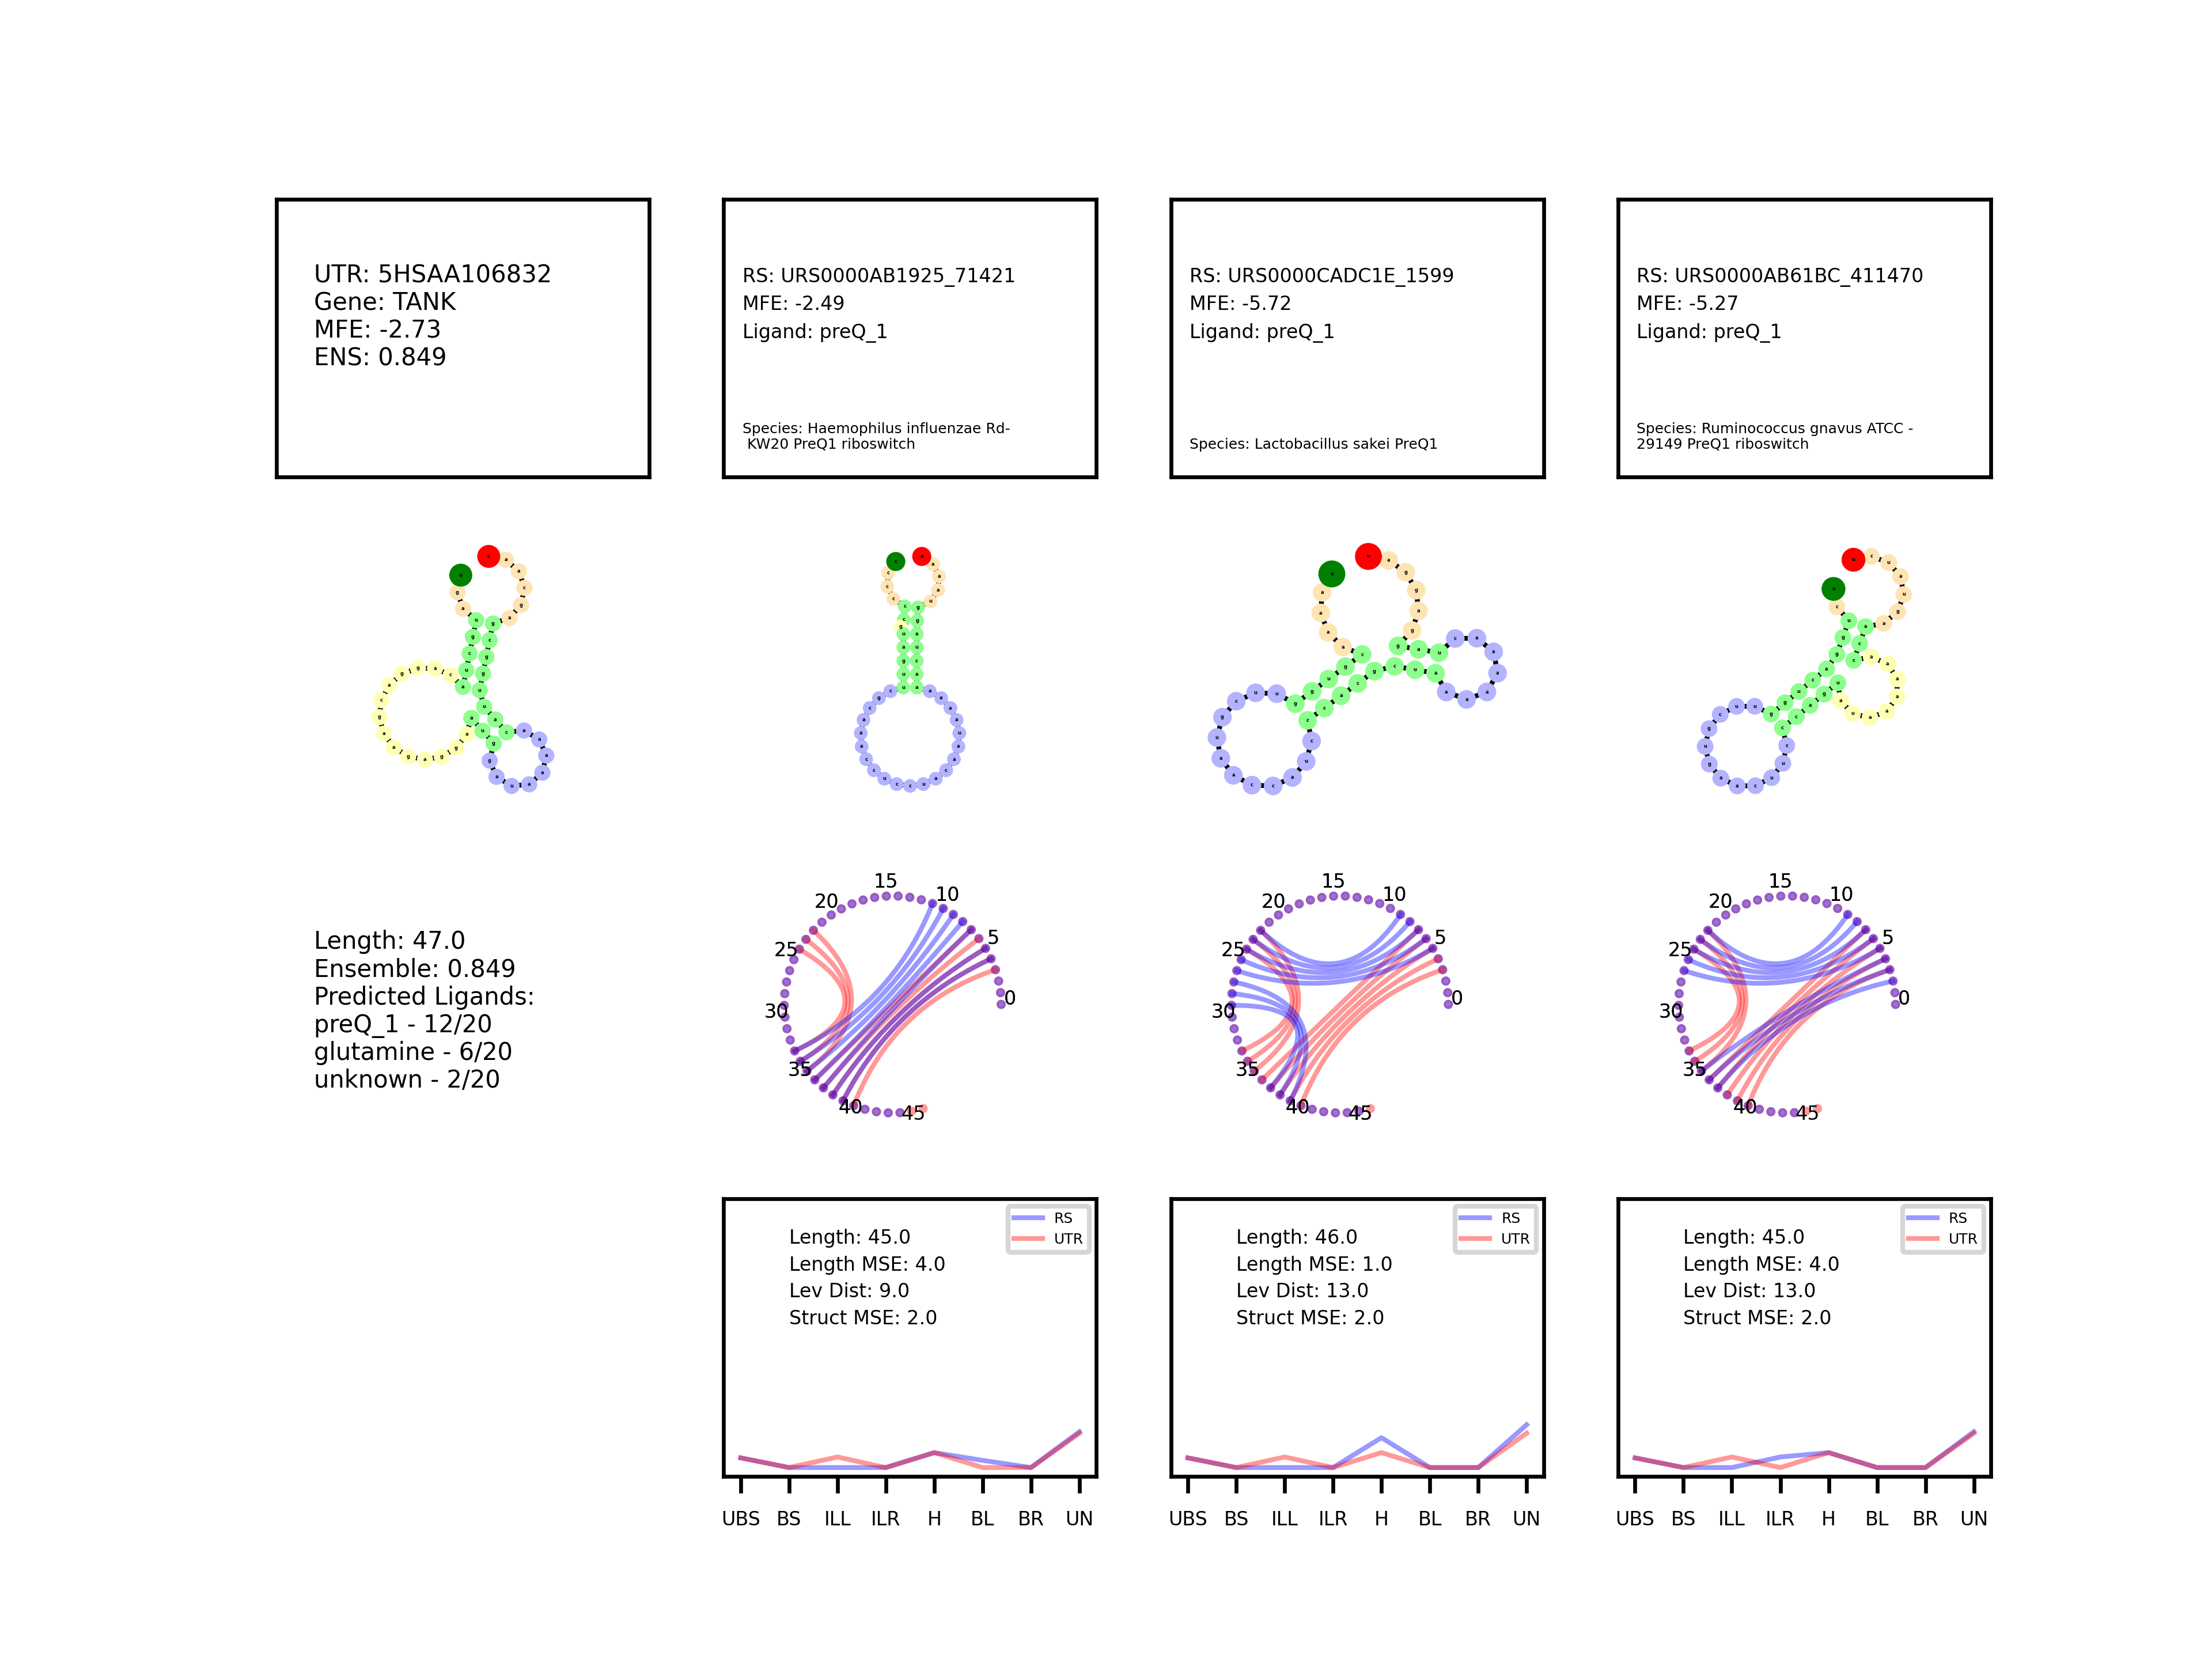 UTR: 5HSAA106832
Gene: TANK
MFE: -2.73
ENS: 0.849
RS: URS0000AB1925_71421
MFE: -2.49
Ligand: preQ_1
Species: Haemophilus influenzae Rd-
KW20 PreQ1 riboswitch
RS: URS0000CADC1E_1599
MFE: -5.72
Ligand: preQ_1
Species: Lactobacillus sakei PreQ1
RS: URS0000AB61BC_411470
MFE: -5.27
Ligand: preQ_1
Species: Ruminococcus gnavus ATCC -
29149 PreQ1 riboswitch
Length: 47.0
Ensemble: 0.849
Predicted Ligands:
preQ_1 - 12/20
glutamine - 6/20
unknown - 2/20
0
5
10
15
20
25
30
35
40
45
0
5
10
15
20
25
30
35
40
45
0
5
10
15
20
25
30
35
40
45
RS
UTR
Length: 45.0
Length MSE: 4.0
Lev Dist: 9.0
Struct MSE: 2.0
UBS BS ILL ILR H BL BR UN
RS
UTR
Length: 46.0
Length MSE: 1.0
Lev Dist: 13.0
Struct MSE: 2.0
UBS BS ILL ILR H BL BR UN
RS
UTR
Length: 45.0
Length MSE: 4.0
Lev Dist: 13.0
Struct MSE: 2.0
UBS BS ILL ILR H BL BR UN